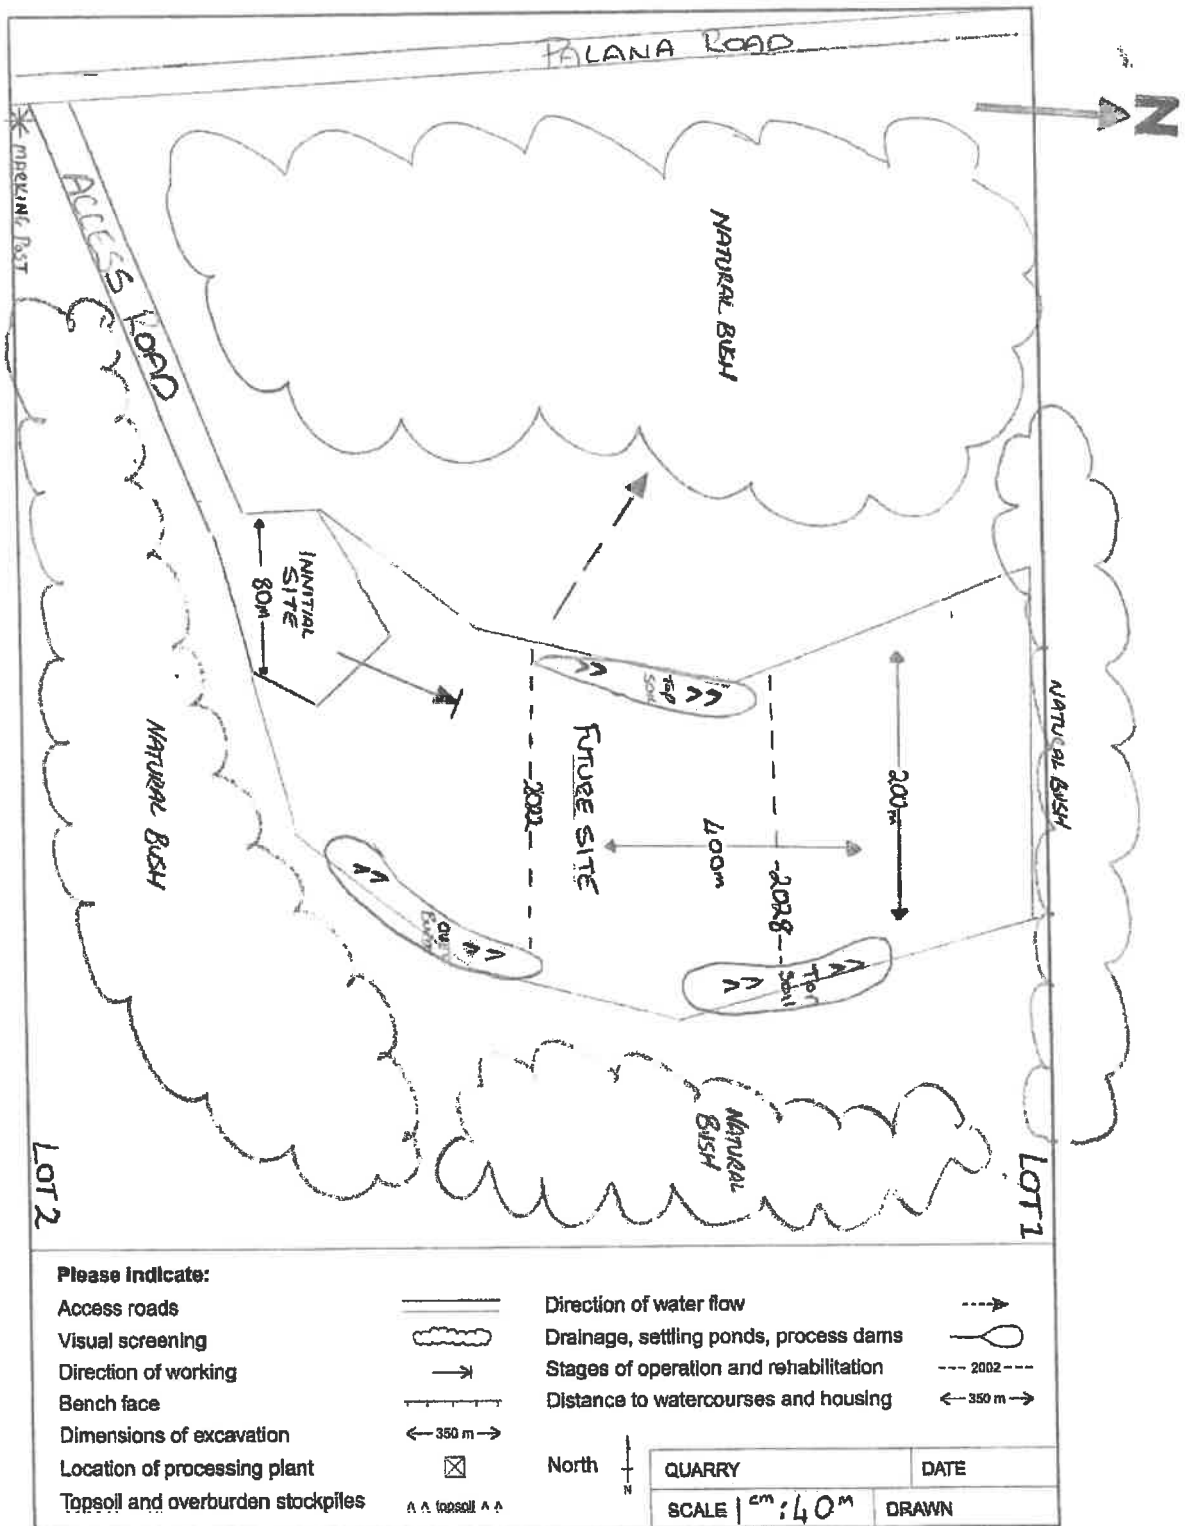 PALANA ROAD
N
MARKING POST
ACCESS ROAD
NATURAL BUSH
INNITIAL
SITE
80m
TOP
SOIL
NATURAL BUSH
200m
FUTURE SITE
2022
400m
2028
NATURAL BUSH
TOP
SOIL
NATURAL
BUSH
LOT 2
LOT 1
Please indicate:
Access roads
Visual screening
Direction of working
Bench face
Dimensions of excavation
350 m
Location of processing plant
Topsoil and overburden stockpiles
^ ^ topsoil ^ ^
Direction of water flow
Drainage, settling ponds, process dams
Stages of operation and rehabilitation
--- 2002 ---
Distance to watercourses and housing
350 m
North
N
QUARRY
DATE
SCALE 1cm:40m
DRAWN